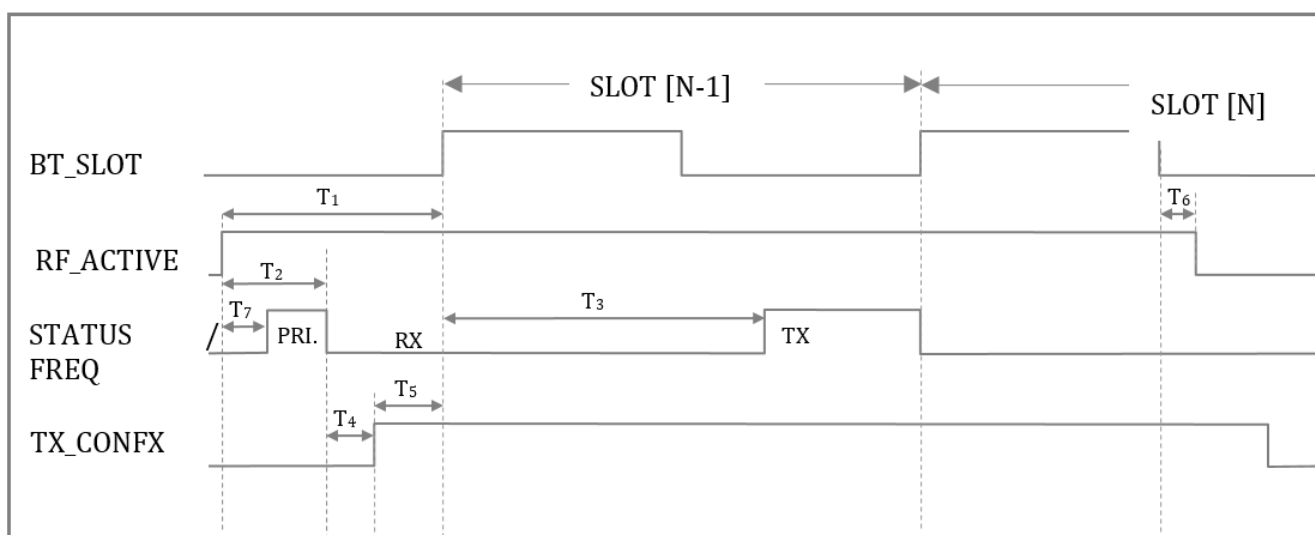 SLOT [N-1]
SLOT [N]
BT_SLOT
T1
T6
RF_ACTIVE
T2
T7
T3
STATUS /
FREQ
PRI.
RX
TX
T5
T4
TX_CONFX